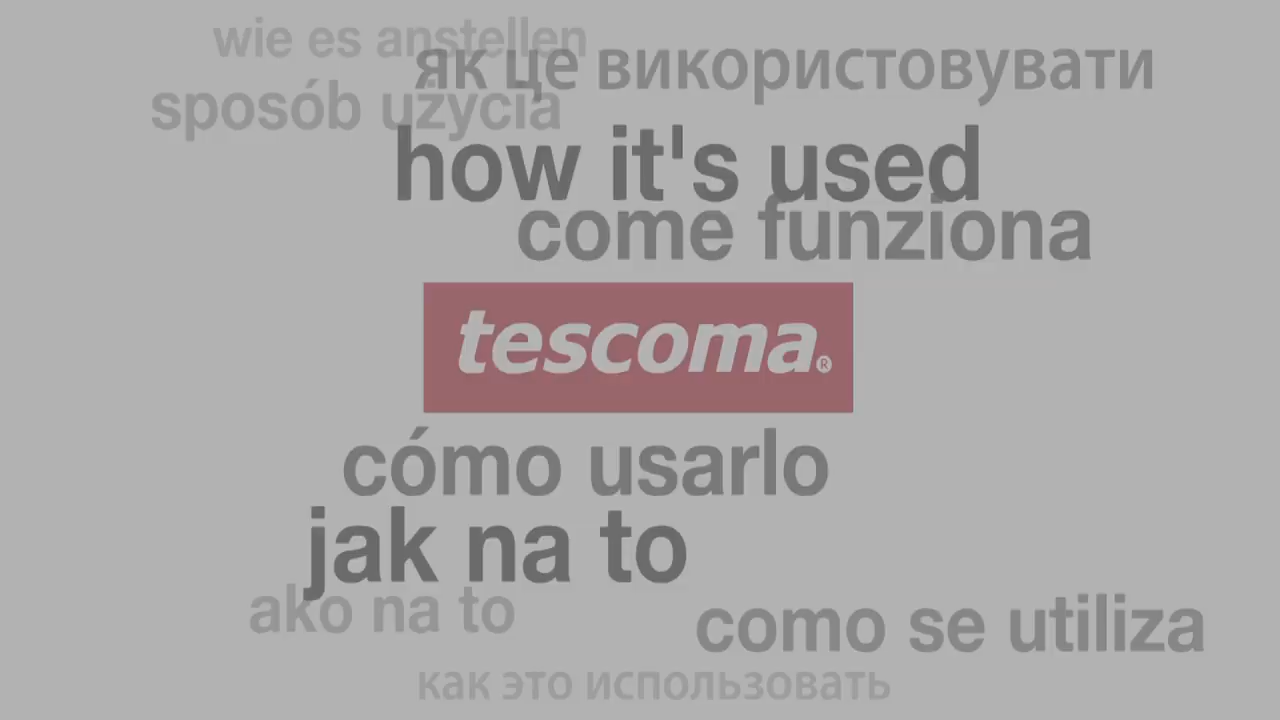 wie es anstellen
як це використовувати
sposób użycia
how it's used
come funziona
tescoma®
cómo usarlo
jak na to
ako na to
como se utiliza
как это использовать